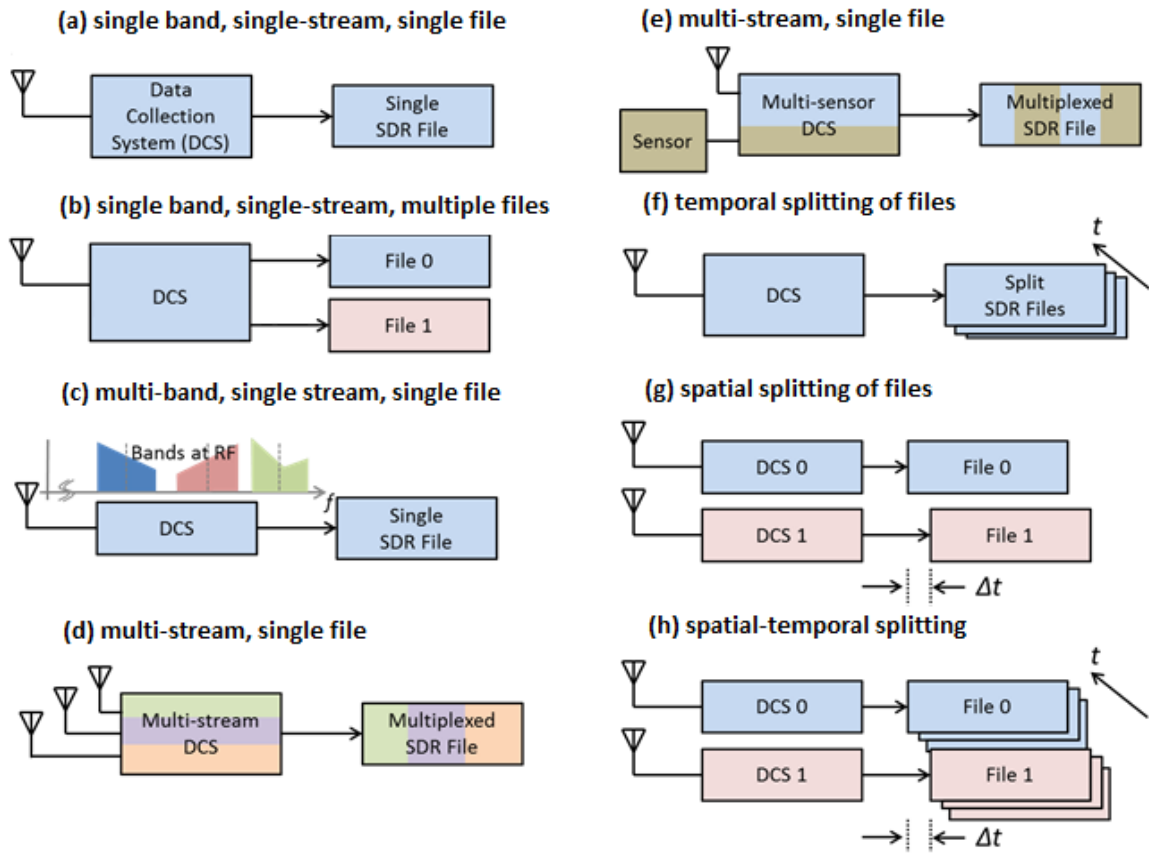 (a) single band, single-stream, single file
Data
Collection
System (DCS)
Single
SDR File
(b) single band, single-stream, multiple files
DCS
File 0
File 1
(c) multi-band, single stream, single file
Bands at RF
f
DCS
Single
SDR File
(d) multi-stream, single file
Multi-stream
DCS
Multiplexed
SDR File
(e) multi-stream, single file
Sensor
Multi-sensor
DCS
Multiplexed
SDR File
(f) temporal splitting of files
t
DCS
Split
SDR Files
(g) spatial splitting of files
DCS 0
File 0
DCS 1
File 1
Δt
(h) spatial-temporal splitting
t
DCS 0
File 0
DCS 1
File 1
Δt